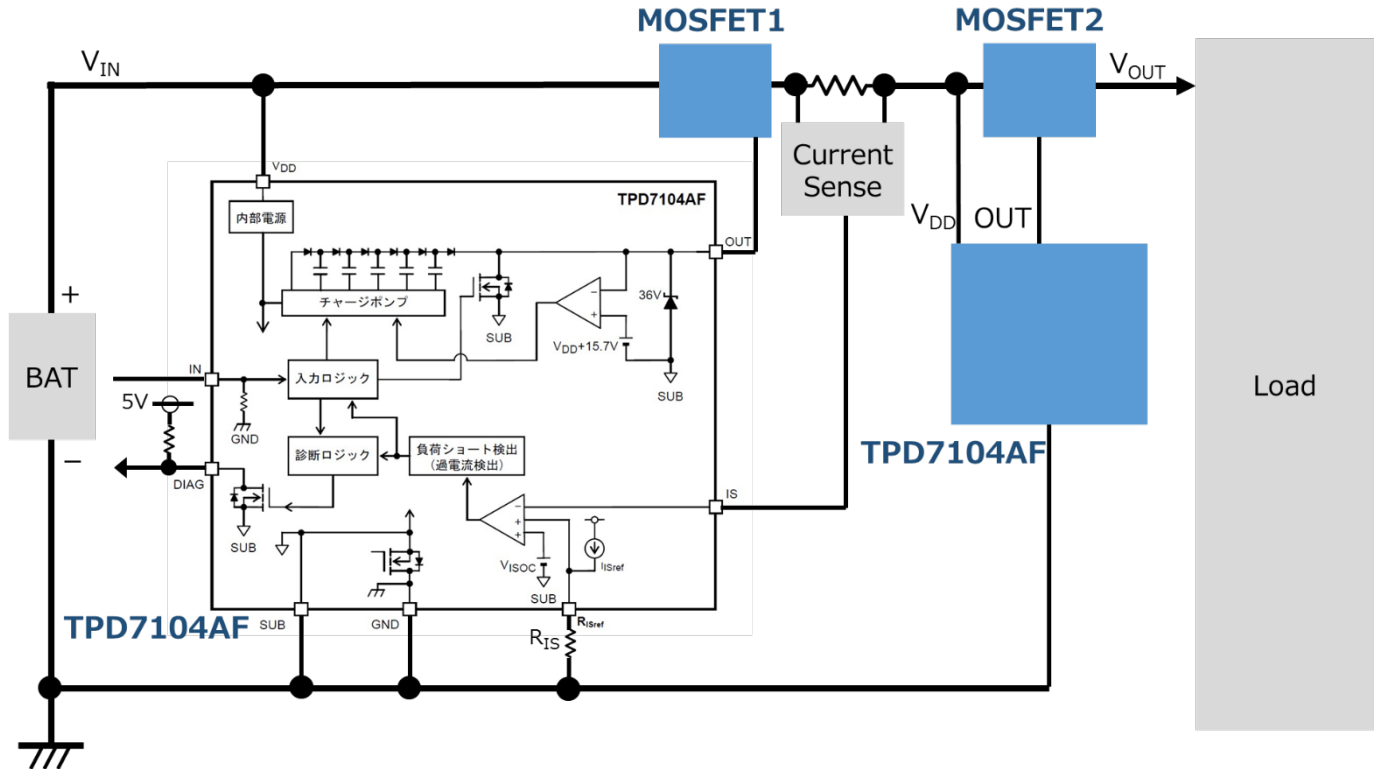 MOSFET1
MOSFET2
VIN
VOUT
Current
Sense
VDD
TPD7104AF
内部電源
VDD
OUT
OUT
チャージポンプ
36V
SUB
VDD+15.7V
SUB
+
BAT
−
IN
入力ロジック
5V
GND
Load
診断ロジック
負荷ショート検出
(過電流検出)
TPD7104AF
DIAG
IS
SUB
VISOC
IISref
SUB
TPD7104AF
SUB
GND
RISref
RIS